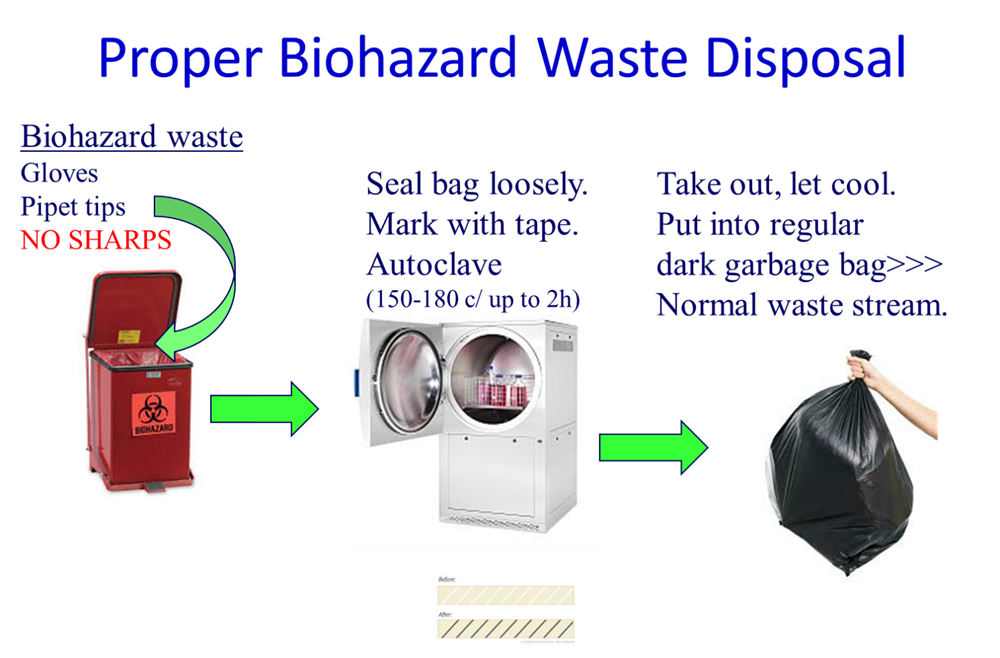 Proper Biohazard Waste Disposal
Biohazard waste
Gloves
Pipet tips
NO SHARPS
Seal bag loosely.
Mark with tape.
Autoclave
(150-180 c/ up to 2h)
Take out, let cool.
Put into regular
dark garbage bag>>>
Normal waste stream.
BIOHAZARD
Before:
After: